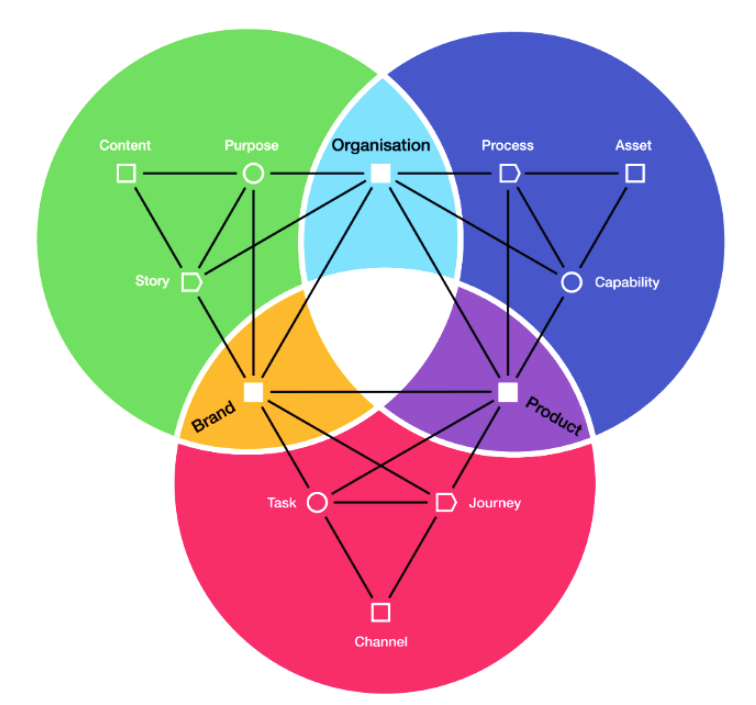 Content
Purpose
Organisation
Process
Asset
Story
Capability
Brand
Product
Task
Journey
Channel